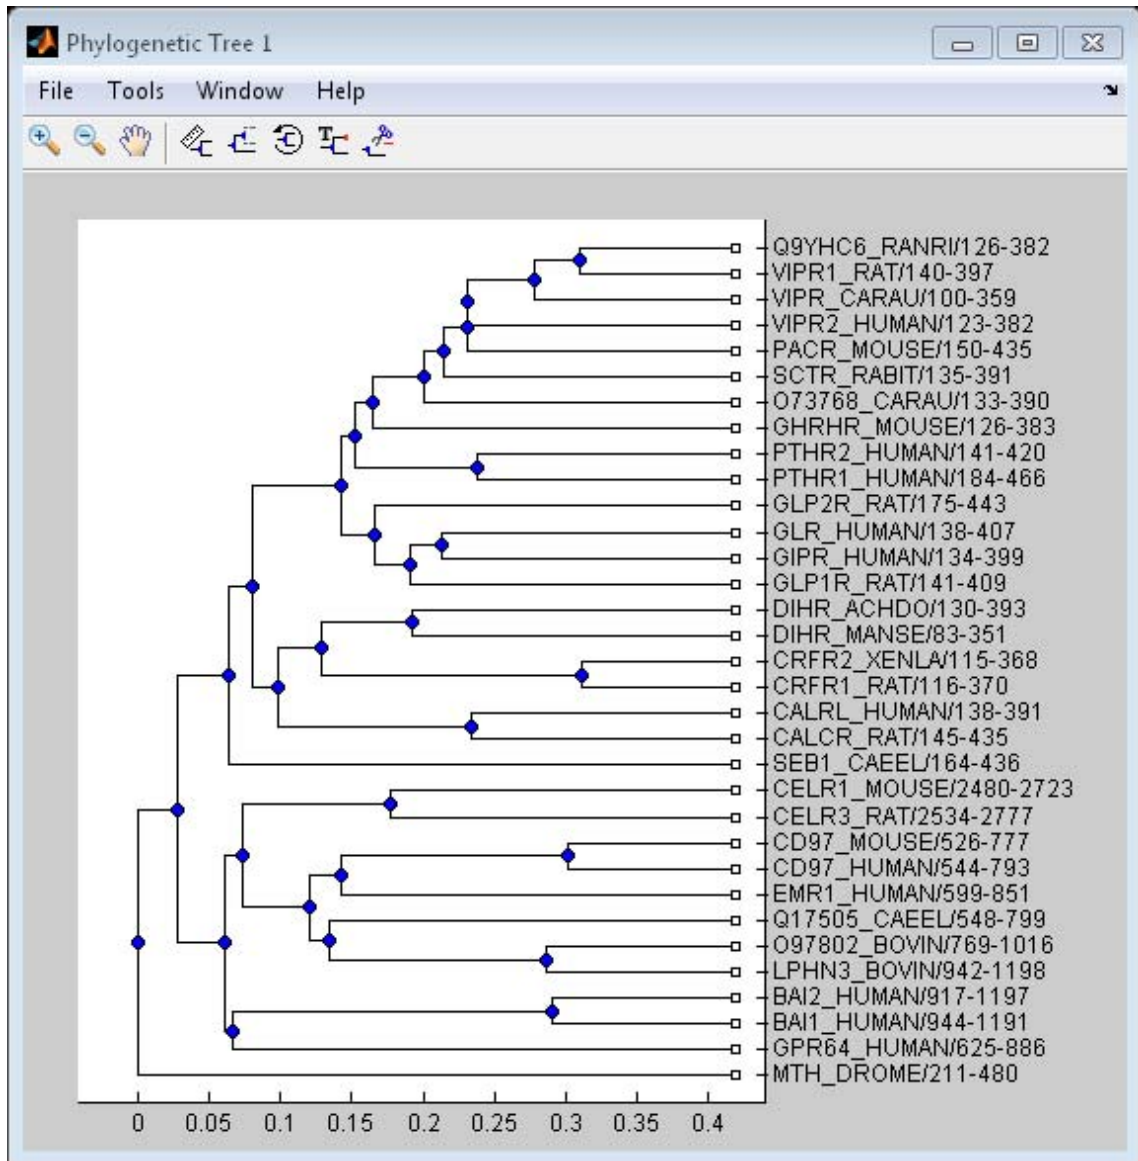 Phylogenetic Tree 1
File Tools Window Help
Q9YHC6_RANRI/126-382
VIPR1_RAT/140-397
VIPR_CARAU/100-359
VIPR2_HUMAN/123-382
PACR_MOUSE/150-435
SCTR_RABIT/135-391
O73768_CARAU/133-390
GHRHR_MOUSE/126-383
PTHR2_HUMAN/141-420
PTHR1_HUMAN/184-466
GLP2R_RAT/175-443
GLR_HUMAN/138-407
GIPR_HUMAN/134-399
GLP1R_RAT/141-409
DIHR_ACHDO/130-393
DIHR_MANSE/83-351
CRFR2_XENLA/115-368
CRFR1_RAT/116-370
CALRL_HUMAN/138-391
CALCR_RAT/145-435
SEB1_CAEEL/164-436
CELR1_MOUSE/2480-2723
CELR3_RAT/2534-2777
CD97_MOUSE/526-777
CD97_HUMAN/544-793
EMR1_HUMAN/599-851
Q17505_CAEEL/548-799
O97802_BOVIN/769-1016
LPHN3_BOVIN/942-1198
BAI2_HUMAN/917-1197
BAI1_HUMAN/944-1191
GPR64_HUMAN/625-886
MTH_DROME/211-480
0 0.05 0.1 0.15 0.2 0.25 0.3 0.35 0.4